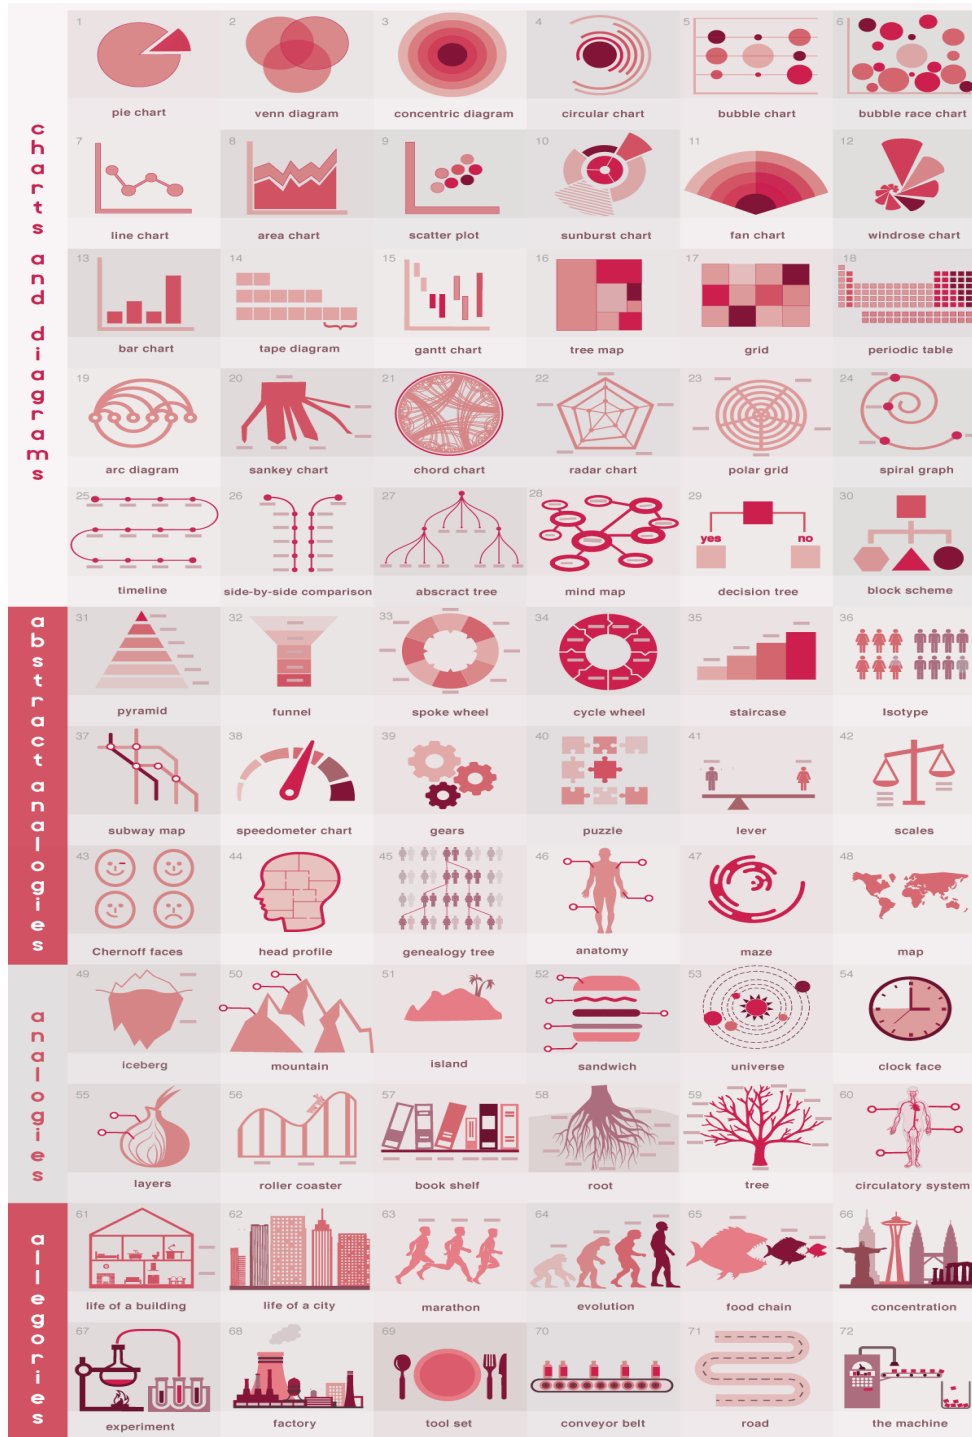 charts and diagrams
1
2
3
4
5
6
pie chart
venn diagram
concentric diagram
circular chart
bubble chart
bubble race chart
7
8
9
10
11
12
line chart
area chart
scatter plot
sunburst chart
fan chart
windrose chart
13
14
15
16
17
18
bar chart
tape diagram
gantt chart
tree map
grid
periodic table
19
20
21
22
23
24
arc diagram
sankey chart
chord chart
radar chart
polar grid
spiral graph
25
26
27
28
29
30
yes
no
timeline
side-by-side comparison
abscract tree
mind map
decision tree
block scheme
abstract analogies
31
32
33
34
35
36
pyramid
funnel
spoke wheel
cycle wheel
staircase
Isotype
37
38
39
40
41
42
subway map
speedometer chart
gears
puzzle
lever
scales
43
44
45
46
47
48
Chernoff faces
head profile
genealogy tree
anatomy
maze
map
analogies
49
50
51
52
53
54
iceberg
mountain
island
sandwich
universe
clock face
55
56
57
58
59
60
layers
roller coaster
book shelf
root
tree
circulatory system
allegories
61
62
63
64
65
66
life of a building
life of a city
marathon
evolution
food chain
concentration
67
68
69
70
71
72
experiment
factory
tool set
conveyor belt
road
the machine